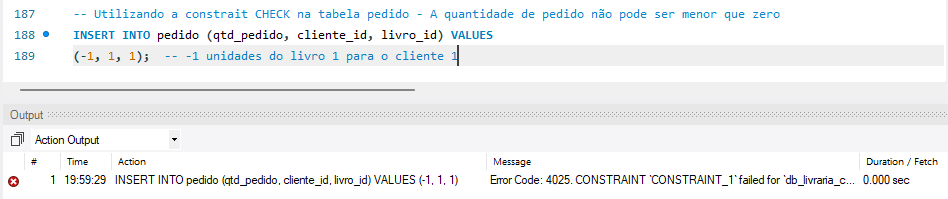 187 -- Utilizando a constrait CHECK na tabela pedido - A quantidade de pedido não pode ser menor que zero
188 INSERT INTO pedido (qtd_pedido, cliente_id, livro_id) VALUES
189 (-1, 1, 1);  -- -1 unidades do livro 1 para o cliente 1
Output
Action Output
# Time Action Message Duration / Fetch
1 19:59:29 INSERT INTO pedido (qtd_pedido, cliente_id, livro_id) VALUES (-1, 1, 1) Error Code: 4025. CONSTRAINT `CONSTRAINT_1` failed for `db_livraria_c... 0.000 sec